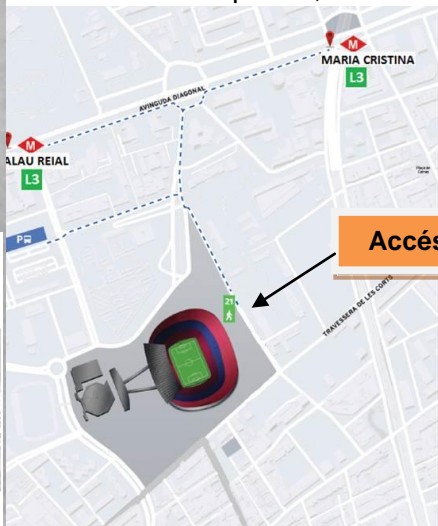 M
MARIA CRISTINA
L3
AVINGUDA DIAGONAL
M
ALAU REIAL
L3
P
Accés
21
TRAVESSERA DE LES CORTS